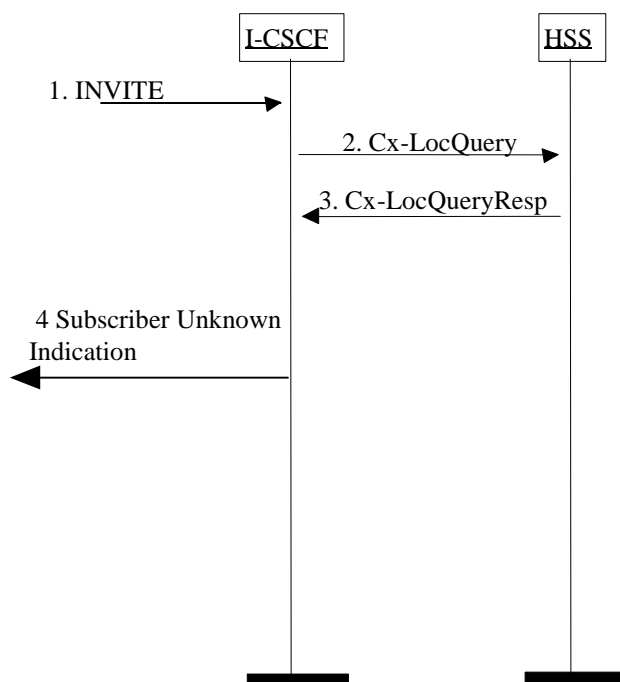 I-CSCF
HSS
1. INVITE
2. Cx-LocQuery
3. Cx-LocQueryResp
4 Subscriber Unknown
Indication